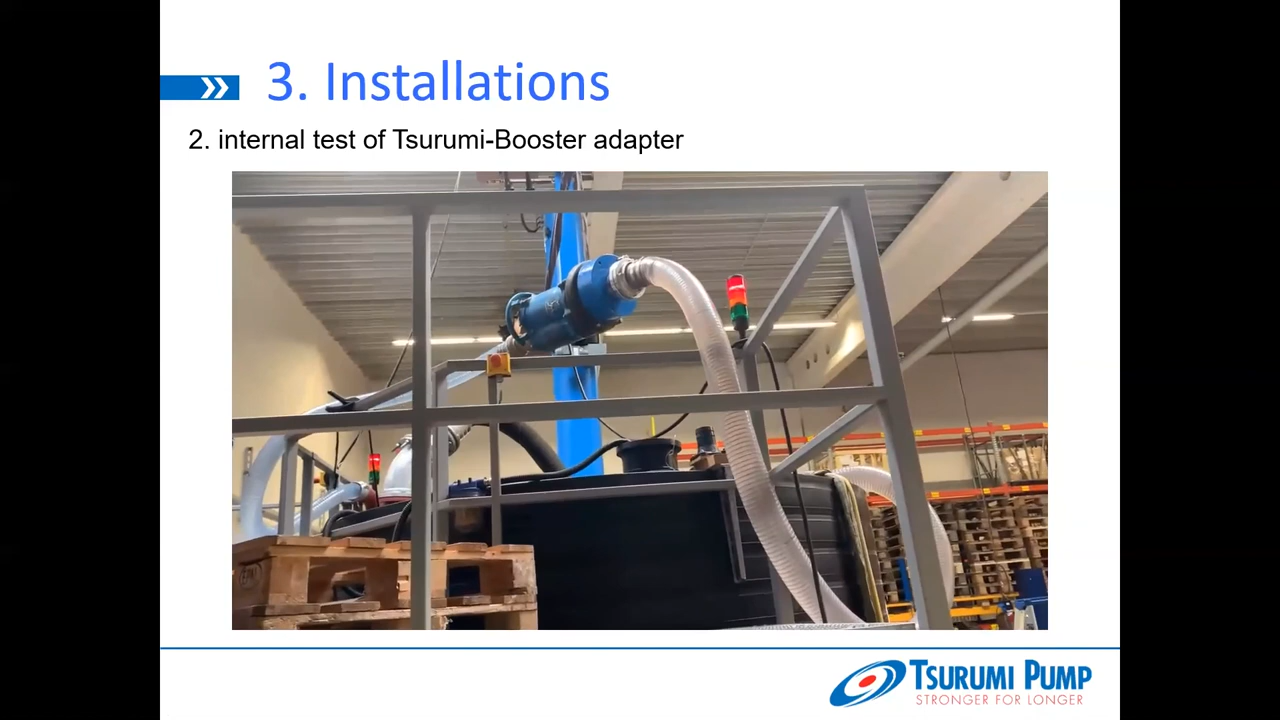 3. Installations
2. internal test of Tsurumi-Booster adapter
TSURUMI PUMP
STRONGER FOR LONGER